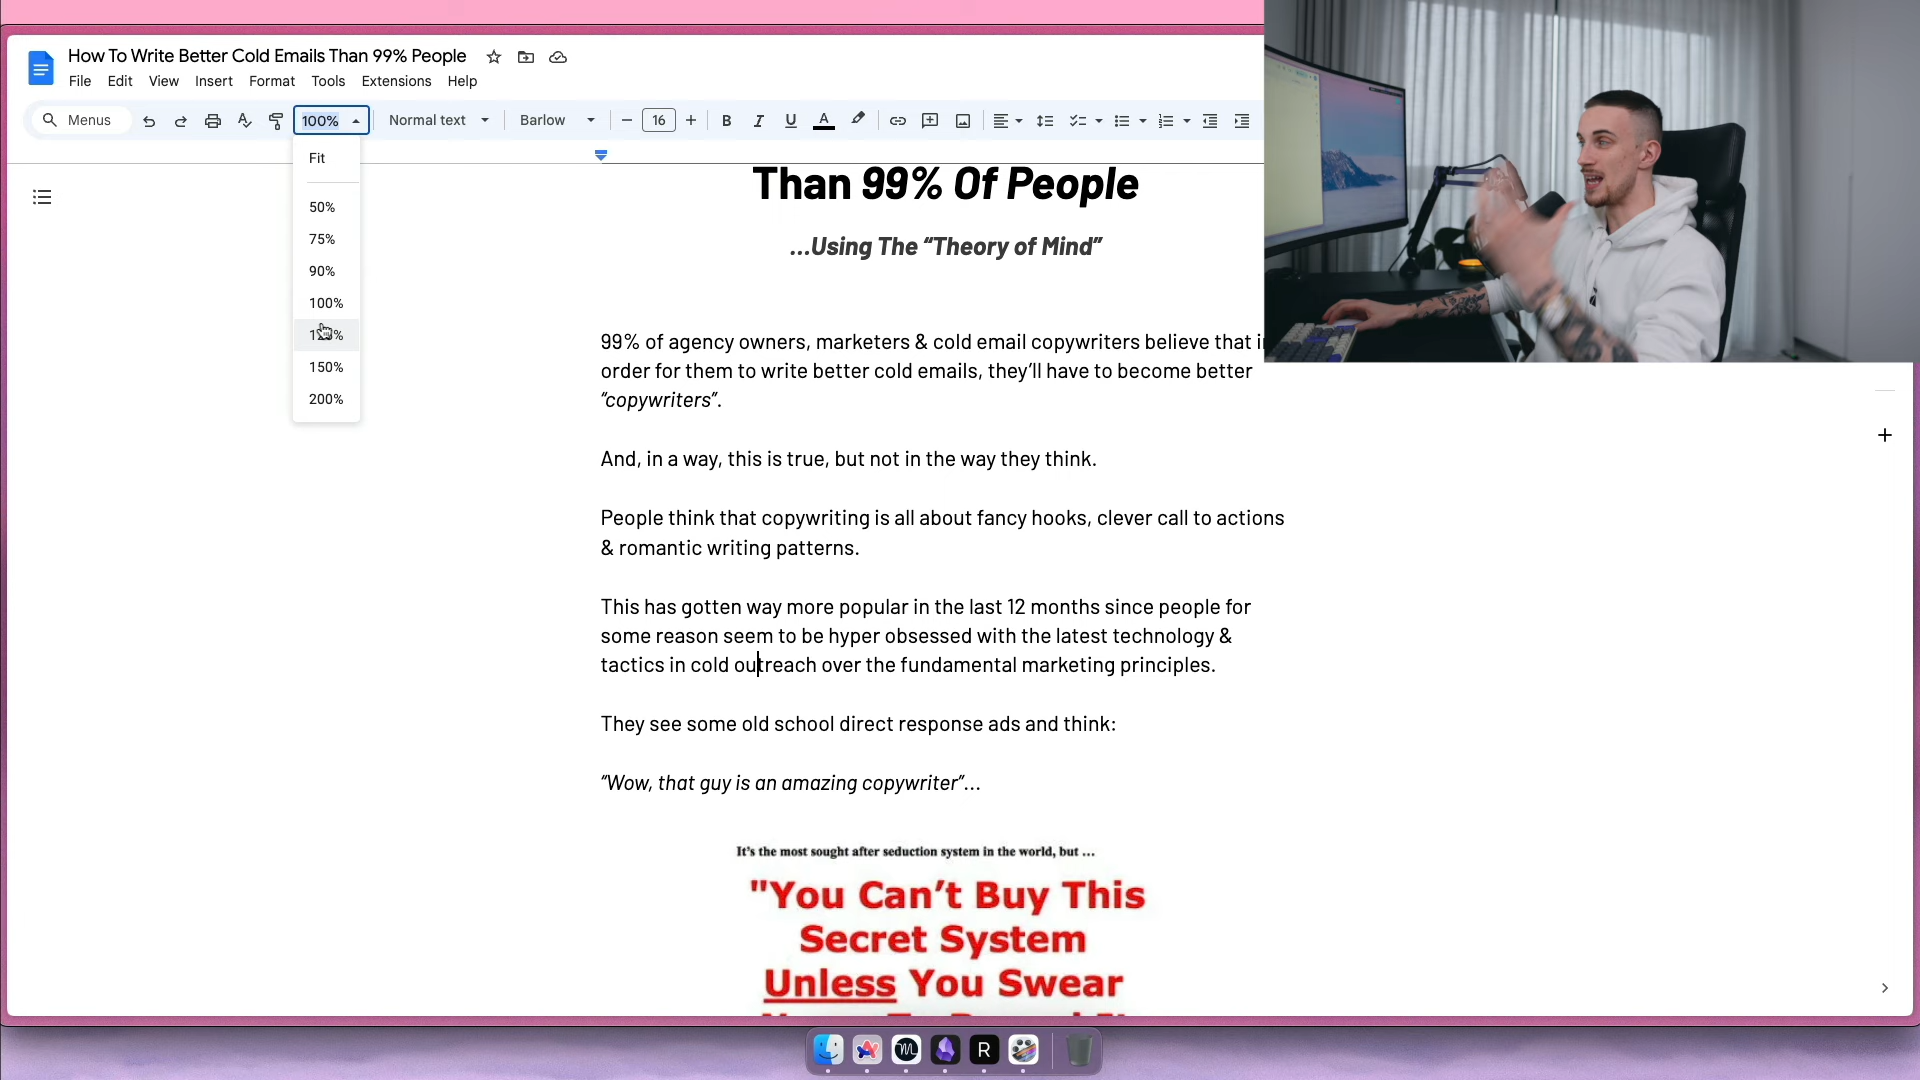 How To Write Better Cold Emails Than 99% People
File Edit View Insert Format Tools Extensions Help
Menus
100%
Normal text
Barlow
16
Fit
50%
75%
90%
100%
150%
200%
Than 99% Of People
...Using The “Theory of Mind”
99% of agency owners, marketers & cold email copywriters believe that
order for them to write better cold emails, they’ll have to become better
“copywriters”.
And, in a way, this is true, but not in the way they think.
People think that copywriting is all about fancy hooks, clever call to actions
& romantic writing patterns.
This has gotten way more popular in the last 12 months since people for
some reason seem to be hyper obsessed with the latest technology &
tactics in cold outreach over the fundamental marketing principles.
They see some old school direct response ads and think:
“Wow, that guy is an amazing copywriter”...
It’s the most sought after seduction system in the world, but ...
"You Can’t Buy This
Secret System
Unless You Swear
R